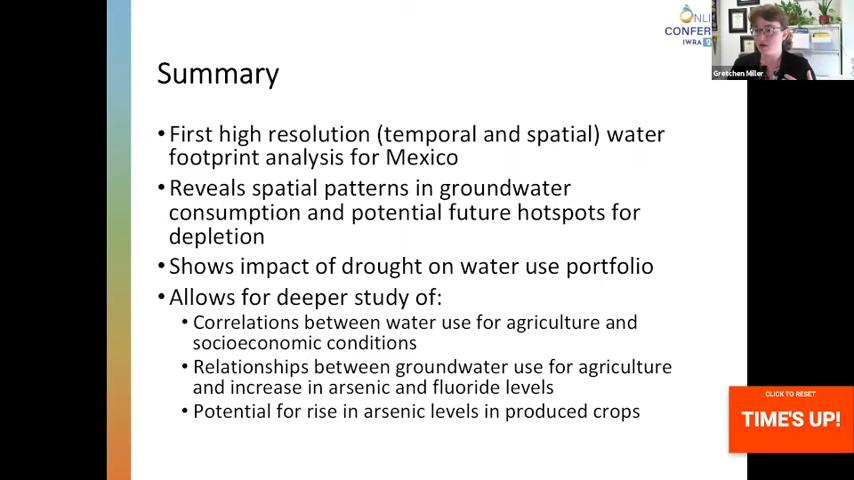 ONLI
CONFER
IWRA
Gretchen Miller
Summary
• First high resolution (temporal and spatial) water
footprint analysis for Mexico
• Reveals spatial patterns in groundwater
consumption and potential future hotspots for
depletion
• Shows impact of drought on water use portfolio
• Allows for deeper study of:
• Correlations between water use for agriculture and
socioeconomic conditions
• Relationships between groundwater use for agriculture
and increase in arsenic and fluoride levels
• Potential for rise in arsenic levels in produced crops
CLICK TO RESET
TIME'S UP!